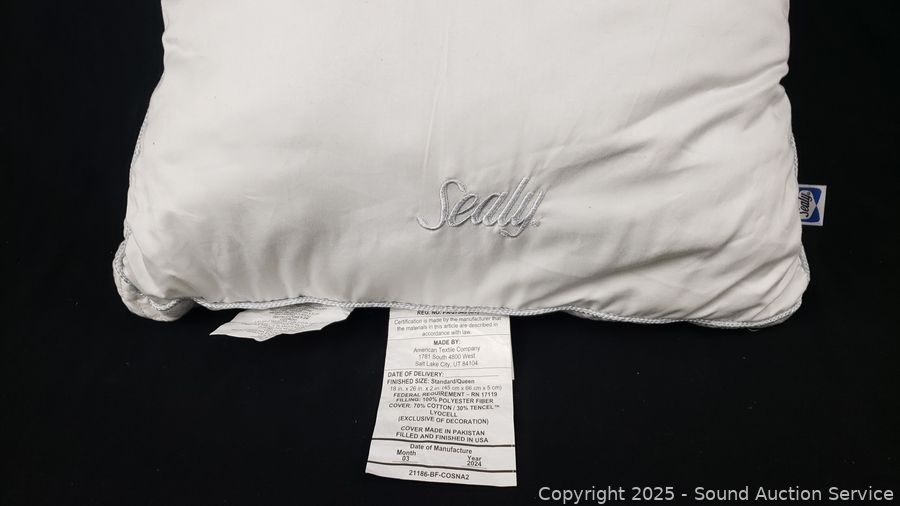 Sealy
Sealy
Certification is made by the manufacturer that
the materials in this article are described in
accordance with law.
MADE BY:
American Textile Company
1781 South 4800 West
Salt Lake City, UT 84104
DATE OF DELIVERY:
FINISHED SIZE: Standard/Queen
18 in. x 26 in. x 2 in. (45 cm x 66 cm x 5 cm)
FEDERAL REQUIREMENT – RN 17119
FILLING: 100% POLYESTER FIBER
COVER: 70% COTTON / 30% TENCEL™
LYOCELL
(EXCLUSIVE OF DECORATION)
COVER MADE IN PAKISTAN
FILLED AND FINISHED IN USA
Date of Manufacture
Month Year
03 2024
21186-BF-COSNA2
Copyright © 2025 - Sound Auction Service